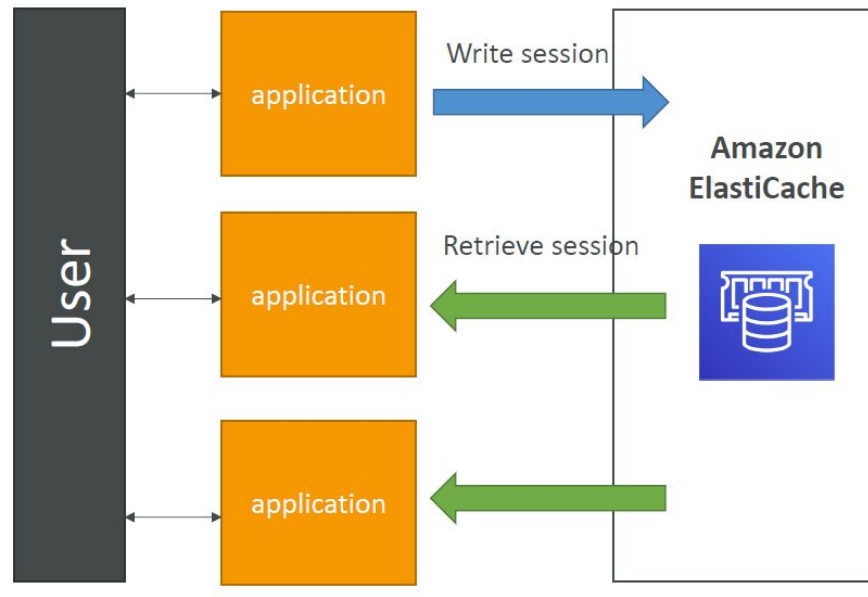 User
application
Write session
Amazon
ElastiCache
application
Retrieve session
application